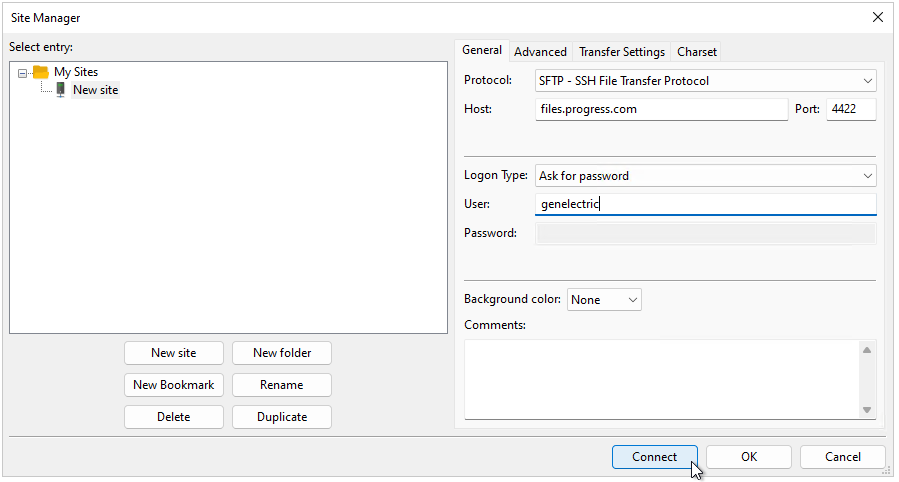 Site Manager
Select entry:
My Sites
New site
New site
New folder
New Bookmark
Rename
Delete
Duplicate
General
Advanced
Transfer Settings
Charset
Protocol:
SFTP - SSH File Transfer Protocol
Host:
files.progress.com
Port:
4422
Logon Type:
Ask for password
User:
genelectric
Password:
Background color:
None
Comments:
Connect
OK
Cancel